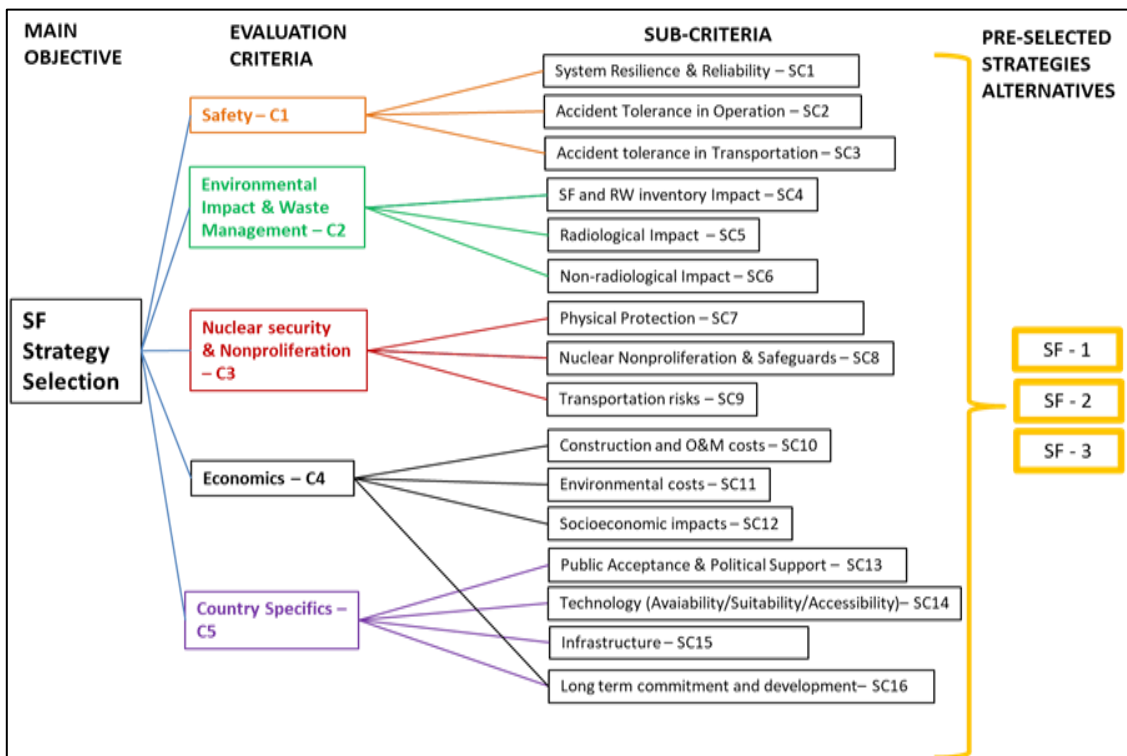 MAIN
OBJECTIVE
EVALUATION
CRITERIA
SUB-CRITERIA
PRE-SELECTED
STRATEGIES
ALTERNATIVES
SF
Strategy
Selection
Safety – C1
Environmental
Impact & Waste
Management – C2
Nuclear security
& Nonproliferation
– C3
Economics – C4
Country Specifics –
C5
System Resilience & Reliability – SC1
Accident Tolerance in Operation – SC2
Accident tolerance in Transportation – SC3
SF and RW inventory Impact – SC4
Radiological Impact – SC5
Non-radiological Impact – SC6
Physical Protection – SC7
Nuclear Nonproliferation & Safeguards – SC8
Transportation risks – SC9
Construction and O&M costs – SC10
Environmental costs – SC11
Socioeconomic impacts – SC12
Public Acceptance & Political Support – SC13
Technology (Avaiability/Suitability/Accessibility)– SC14
Infrastructure – SC15
Long term commitment and development– SC16
SF - 1
SF - 2
SF - 3